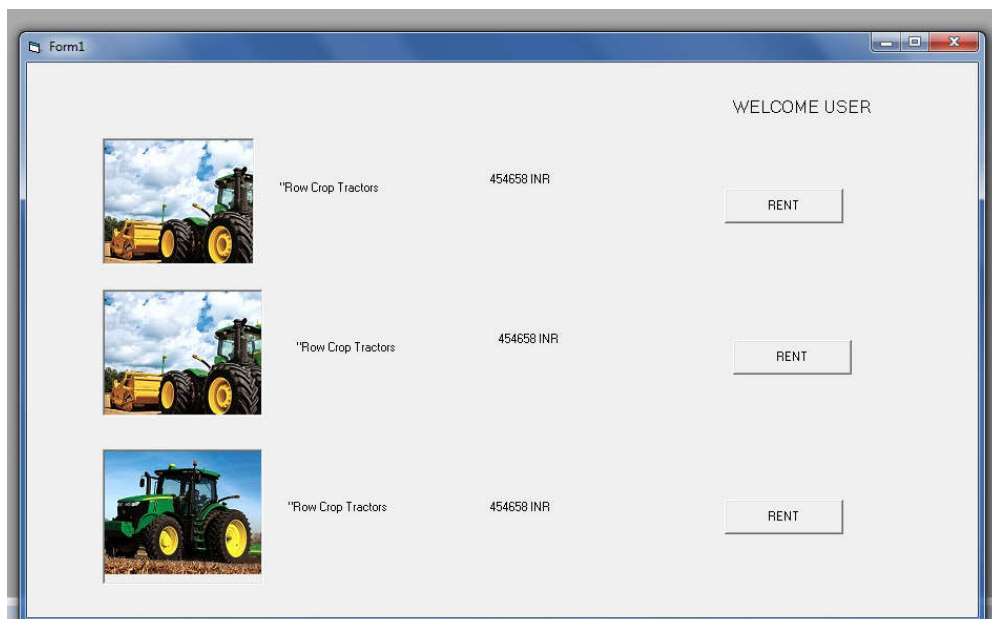 Form1
WELCOME USER
"Row Crop Tractors
454658 INR
RENT
"Row Crop Tractors
454658 INR
RENT
"Row Crop Tractors
454658 INR
RENT